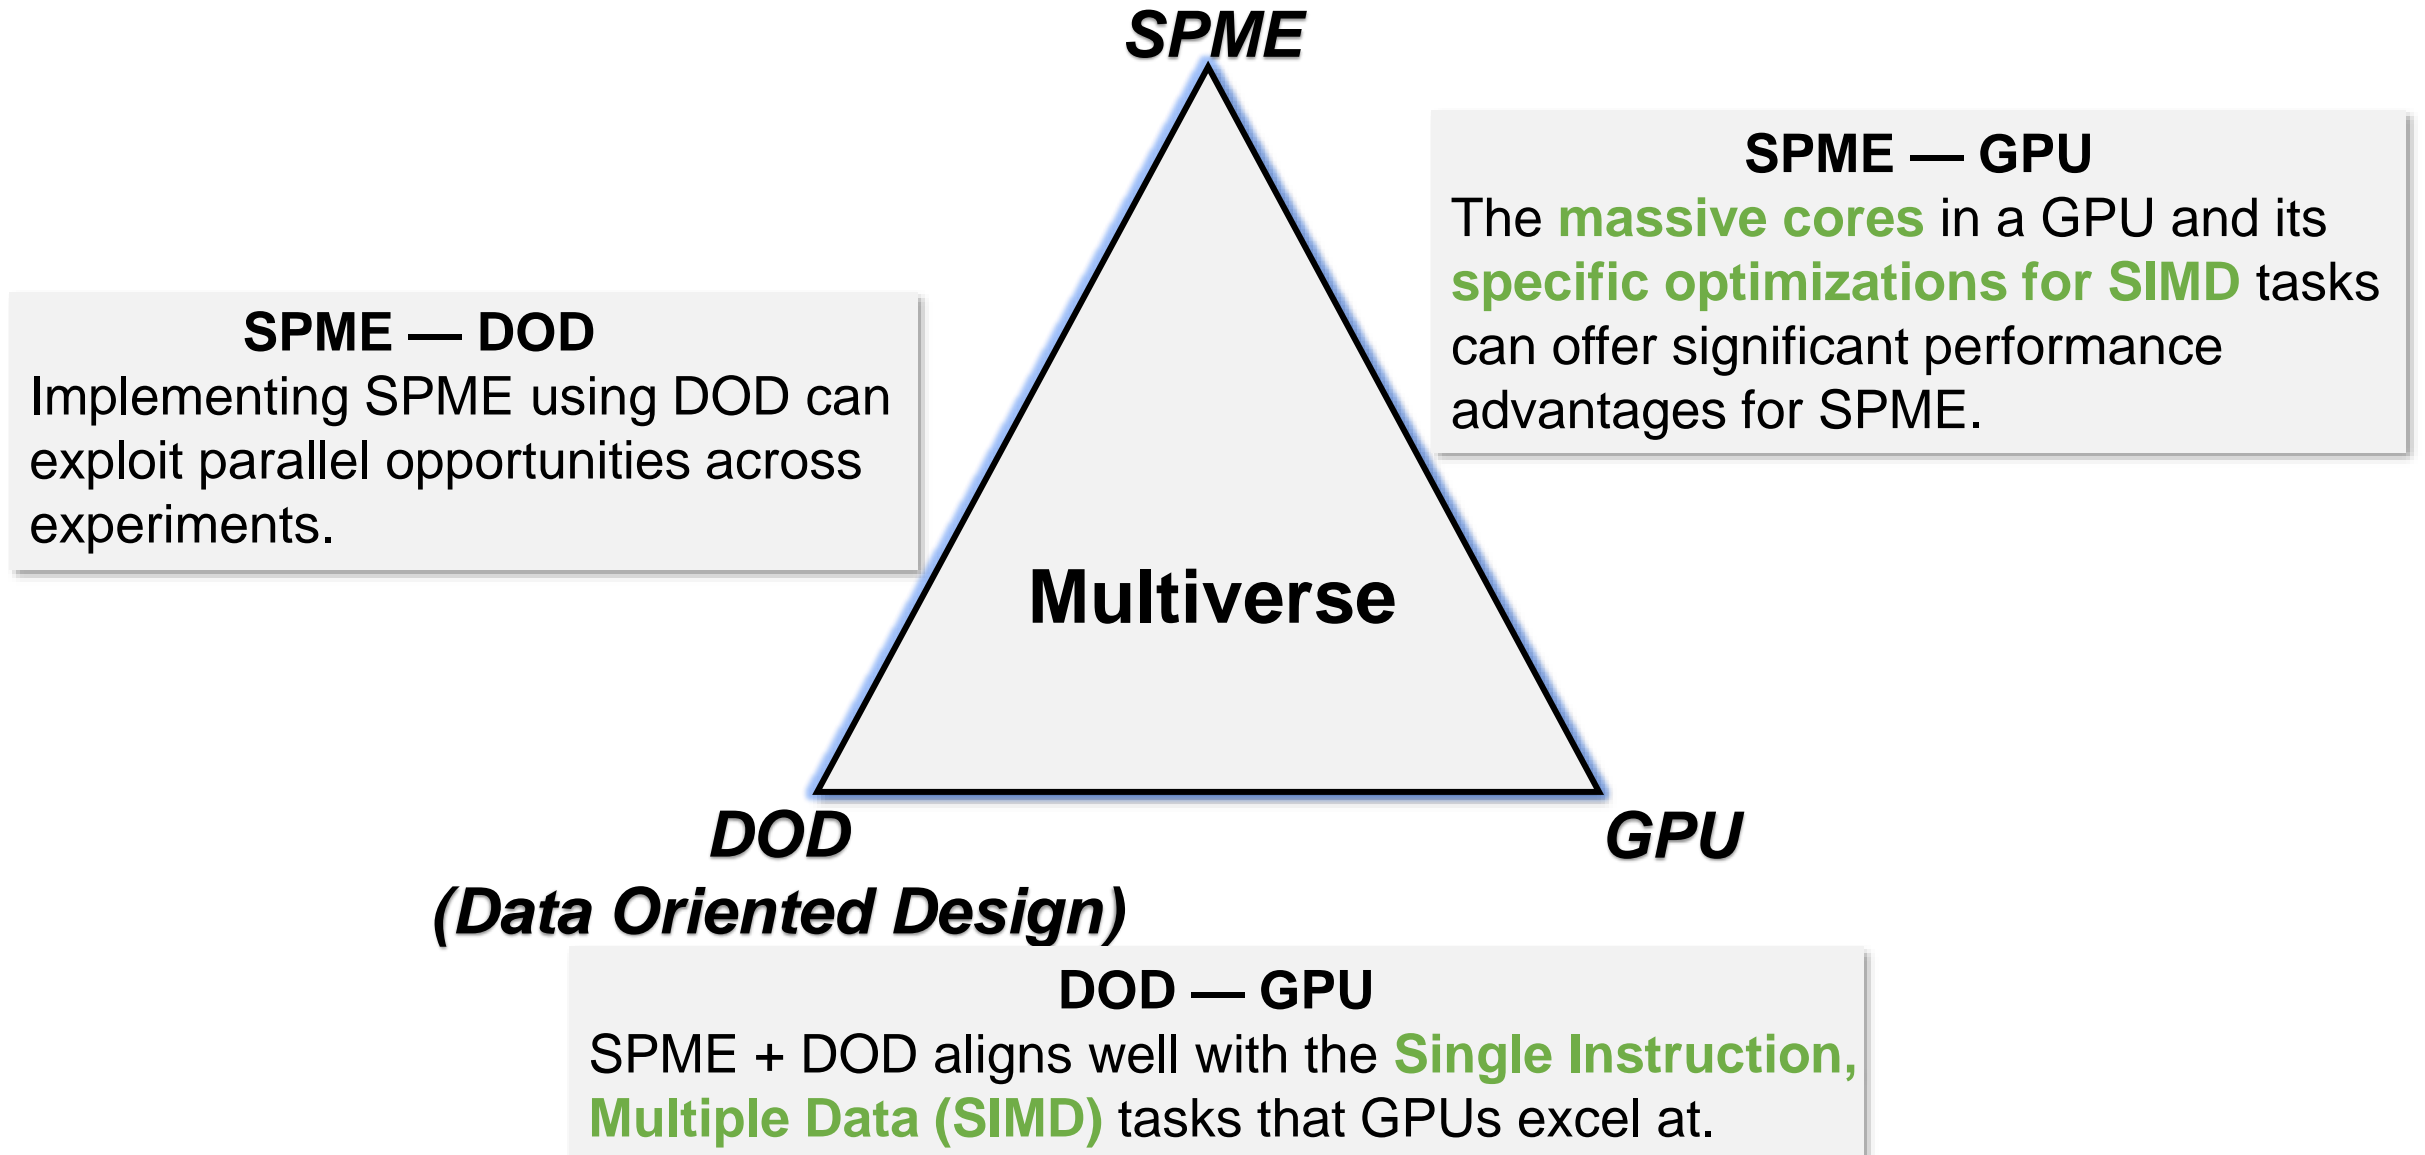 SPME
SPME — GPU
The massive cores in a GPU and its
specific optimizations for SIMD tasks
can offer significant performance
advantages for SPME.
SPME — DOD
Implementing SPME using DOD can
exploit parallel opportunities across
experiments.
Multiverse
DOD
(Data Oriented Design)
GPU
DOD — GPU
SPME + DOD aligns well with the Single Instruction,
Multiple Data (SIMD) tasks that GPUs excel at.